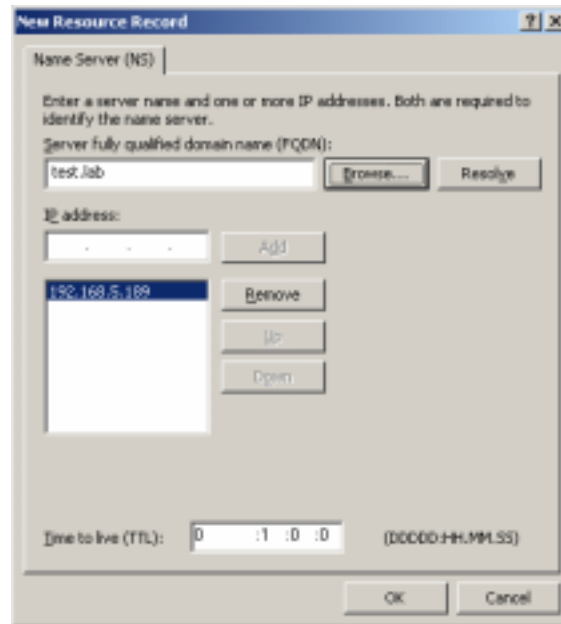 New Resource Record
Name Server (NS)
Enter a server name and one or more IP addresses. Both are required to
identify the name server.
Server fully qualified domain name (FQDN):
test.lab
Browse...
Resolve
IP address:
. . .
Add
192.168.5.189
Remove
Up
Down
Time to live (TTL):
0 :1 :0 :0
(DDDDD:HH.MM.SS)
OK
Cancel